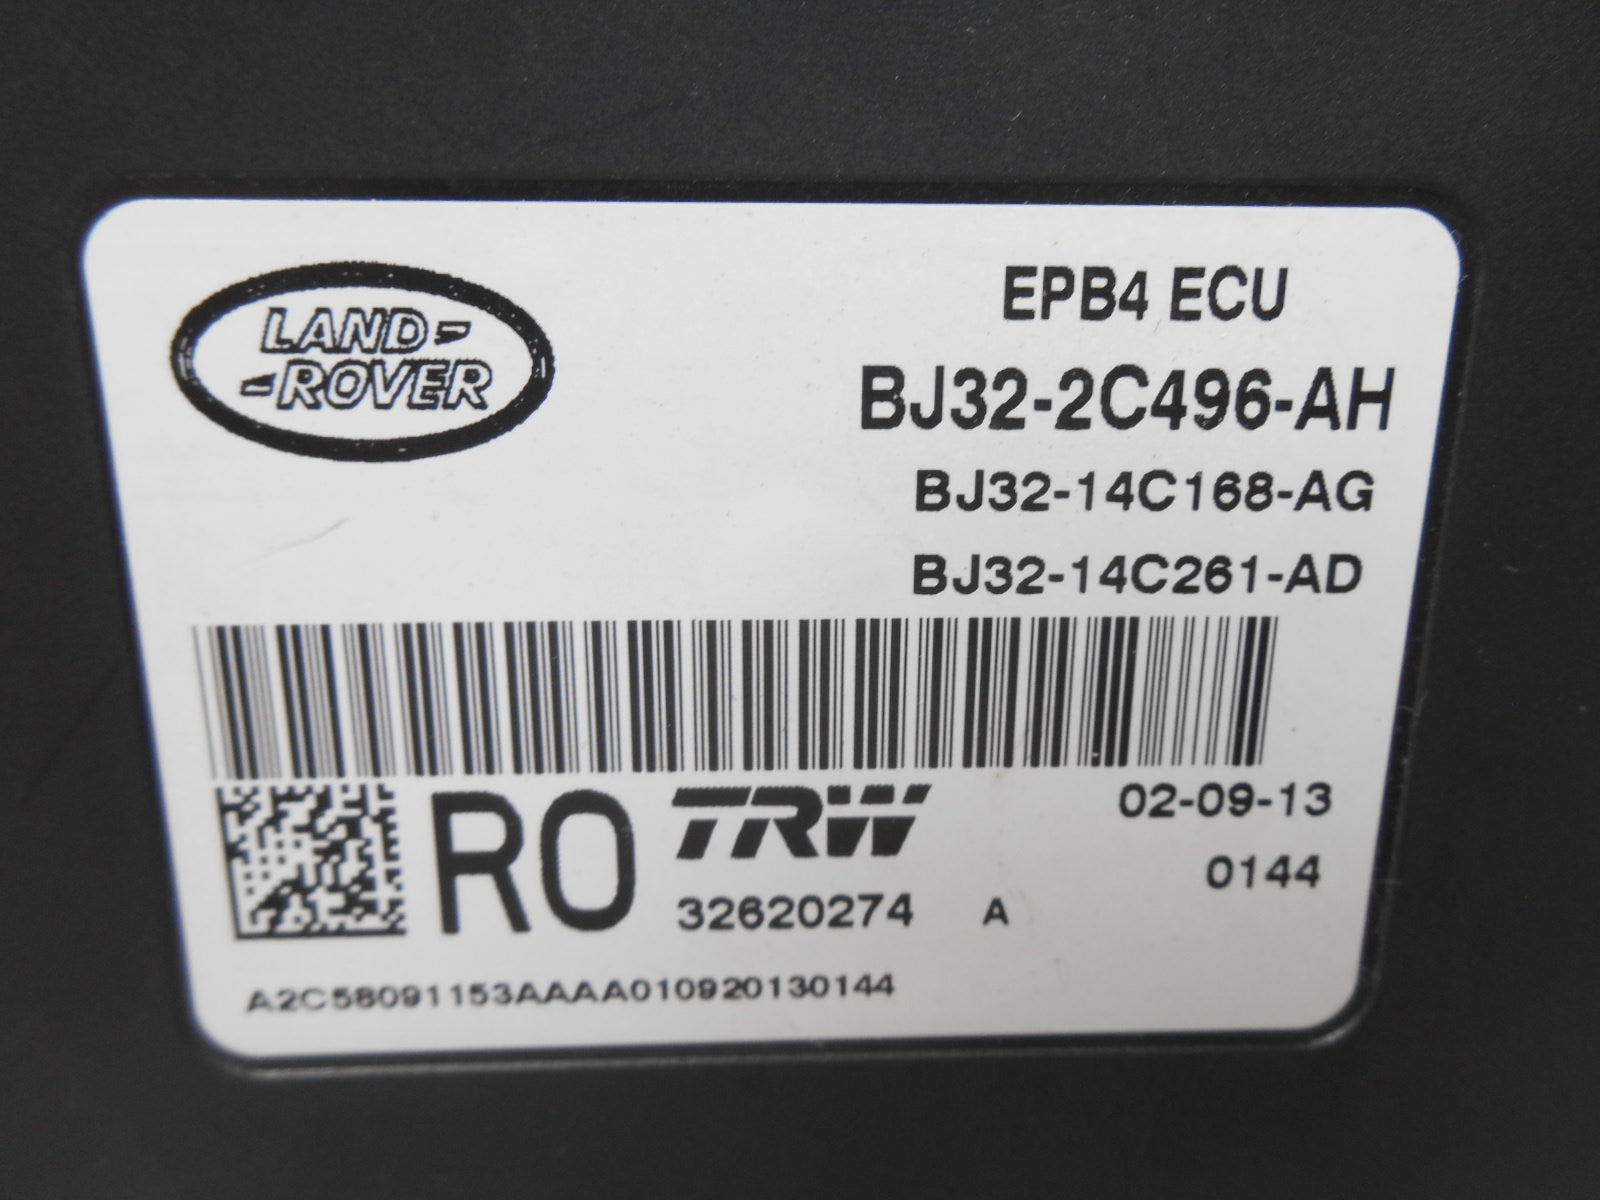 LAND-
-ROVER
EPB4 ECU
BJ32-2C496-AH
BJ32-14C168-AG
BJ32-14C261-AD
RO TRW 02-09-13
32620274 A 0144
A2C58091153AAAA010920130144